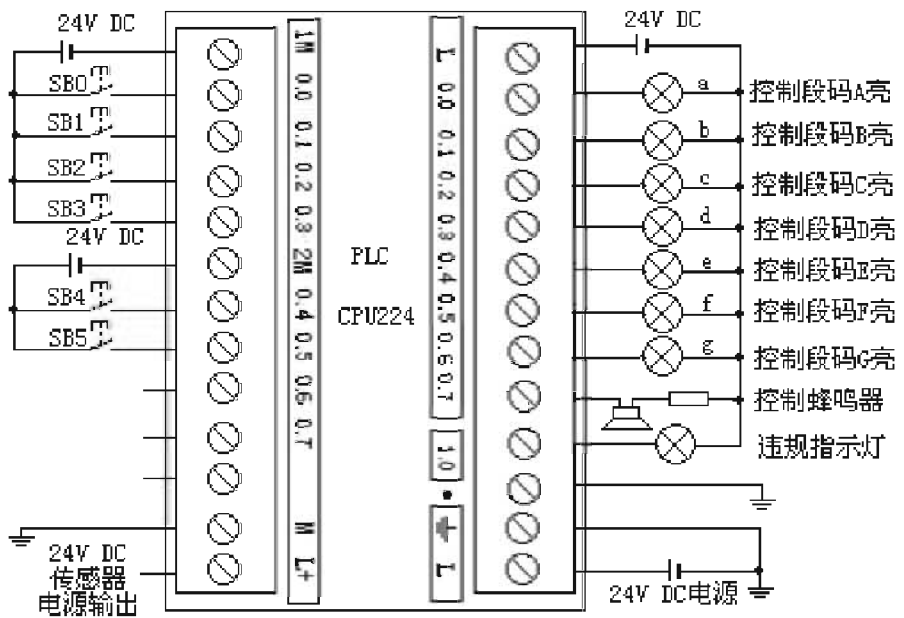 24V DC
SB0
SB1
SB2
SB3
24V DC
SB4
SB5
24V DC
传感器
电源输出
1M 0.0 0.1 0.2 0.3 2M 0.4 0.5 0.6 0.7 M L+
PLC
CPU224
L 0.0 0.1 0.2 0.3 0.4 0.5 0.6 0.7
1.0
L
24V DC
a 控制段码A亮
b 控制段码B亮
c 控制段码C亮
d 控制段码D亮
e 控制段码E亮
f 控制段码F亮
g 控制段码G亮
控制蜂鸣器
违规指示灯
24V DC电源